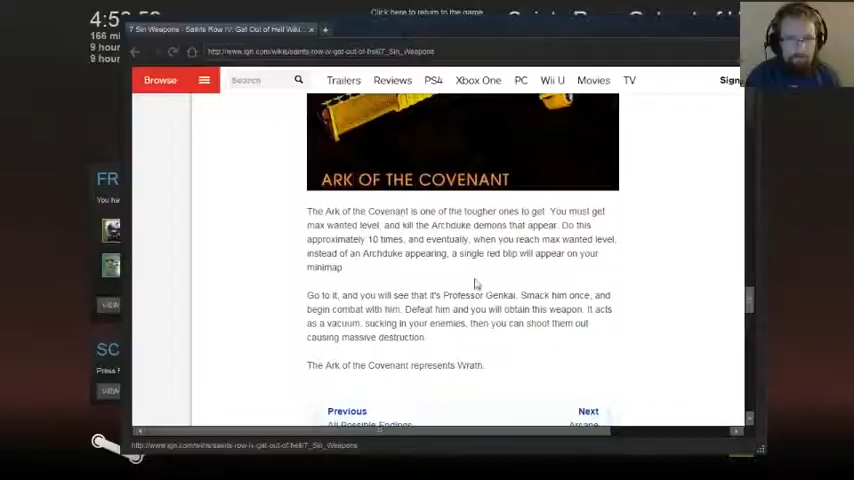 Click here to return to the game
7 Sin Weapons - Saints Row IV: Gat Out of Hell Wiki...
http://www.ign.com/wikis/saints-row-iv-gat-out-of-hell/7_Sin_Weapons
Browse
Search
Trailers
Reviews
PS4
Xbox One
PC
Wii U
Movies
TV
Sign
ARK OF THE COVENANT
The Ark of the Covenant is one of the tougher ones to get. You must get
max wanted level, and kill the Archduke demons that appear. Do this
approximately 10 times, and eventually, when you reach max wanted level,
instead of an Archduke appearing, a single red blip will appear on your
minimap
Go to it, and you will see that it's Professor Genkai. Smack him once, and
begin combat with him. Defeat him and you will obtain this weapon. It acts
as a vacuum, sucking in your enemies, then you can shoot them out
causing massive destruction.
The Ark of the Covenant represents Wrath.
Previous
Next
All Possible Endings
Arcane
http://www.ign.com/wikis/saints-row-iv-gat-out-of-hell/7_Sin_Weapons
166 m
9 hour
9 hour
FR
You hav
VIEW
SC
Press F
VIEW